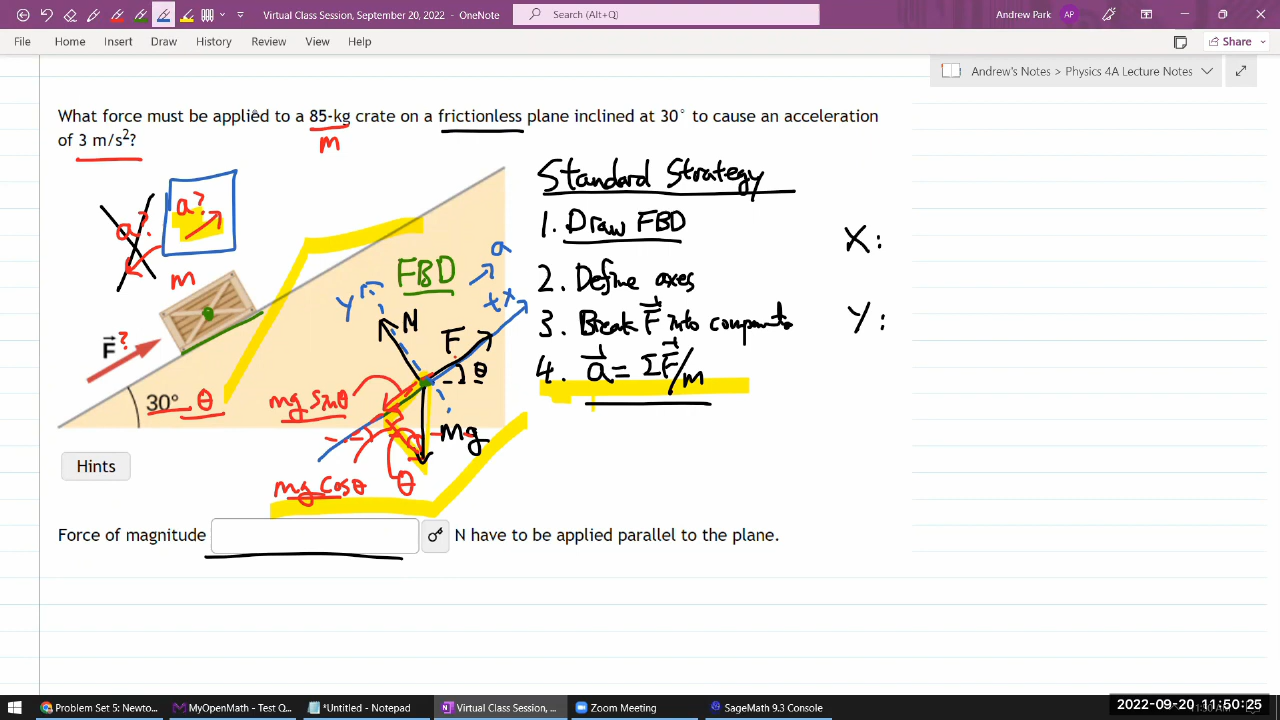 Virtual Class Session, September 20, 2022 - OneNote
Search (Alt+Q)
Andrew Park
AP
File
Home
Insert
Draw
History
Review
View
Help
Share
Andrew's Notes > Physics 4A Lecture Notes
What force must be applied to a 85-kg crate on a frictionless plane inclined at 30° to cause an acceleration
of 3 m/s²?
m
Standard Strategy
1. Draw FBD
2. Define axes
3. Break F⃗ into components
4. a⃗ = ΣF⃗/m
X:
Y:
a?
a?
m
F⃗?
30° θ
FBD
a
Y
N
F
+x
θ
mg sinθ
mg
mg cosθ
θ
Hints
Force of magnitude
N have to be applied parallel to the plane.
Problem Set 5: Newto...
MyOpenMath - Test Q...
*Untitled - Notepad
Virtual Class Session, ...
Zoom Meeting
SageMath 9.3 Console
2022-09-20 11:50:25